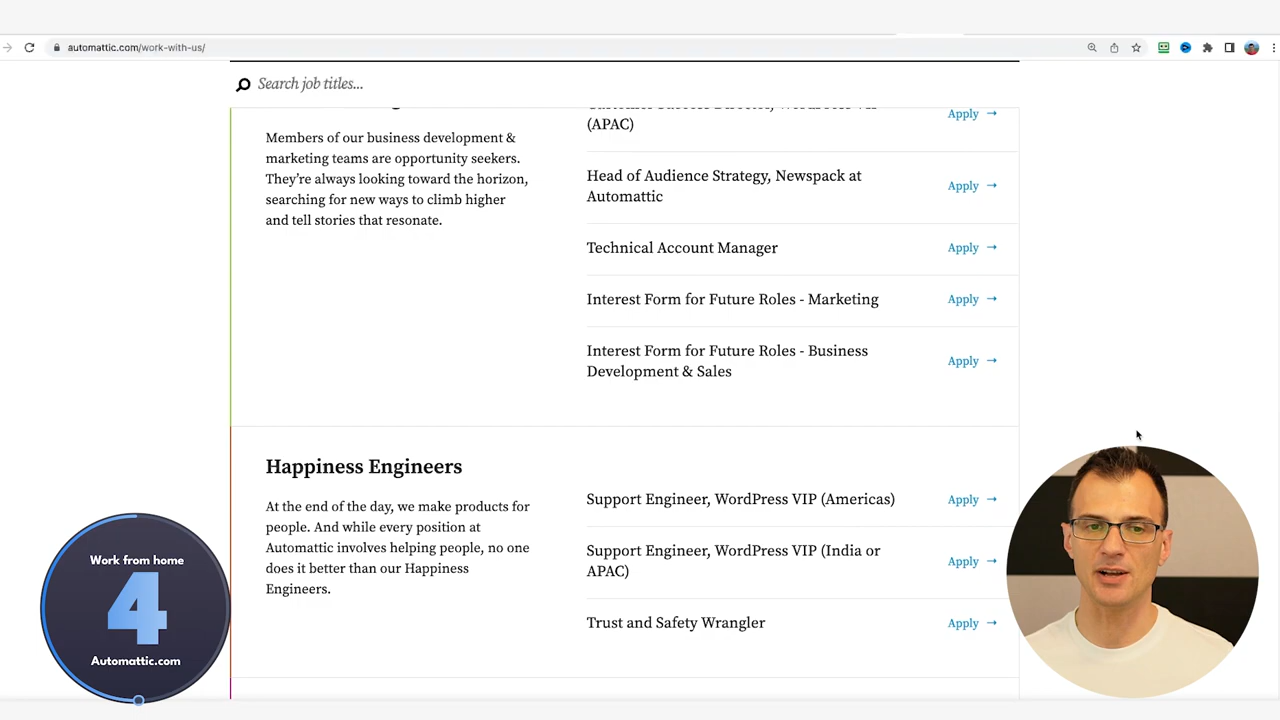 automattic.com/work-with-us/
Search job titles...
Members of our business development &
marketing teams are opportunity seekers.
They're always looking toward the horizon,
searching for new ways to climb higher
and tell stories that resonate.
(APAC)
Apply →
Head of Audience Strategy, Newspack at
Automattic
Apply →
Technical Account Manager
Apply →
Interest Form for Future Roles - Marketing
Apply →
Interest Form for Future Roles - Business
Development & Sales
Apply →
Happiness Engineers
At the end of the day, we make products for
people. And while every position at
Automattic involves helping people, no one
does it better than our Happiness
Engineers.
Support Engineer, WordPress VIP (Americas)
Apply →
Support Engineer, WordPress VIP (India or
APAC)
Apply →
Trust and Safety Wrangler
Apply →
Work from home
4
Automattic.com